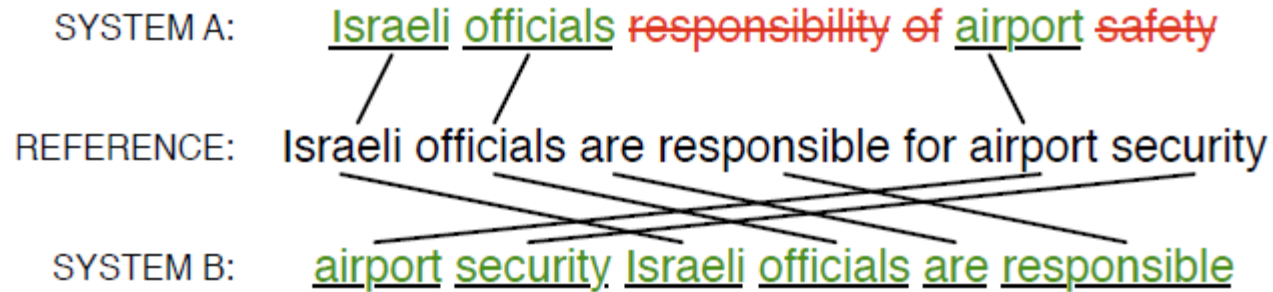 SYSTEM A: Israeli officials responsibility of airport safety
REFERENCE: Israeli officials are responsible for airport security
SYSTEM B: airport security Israeli officials are responsible